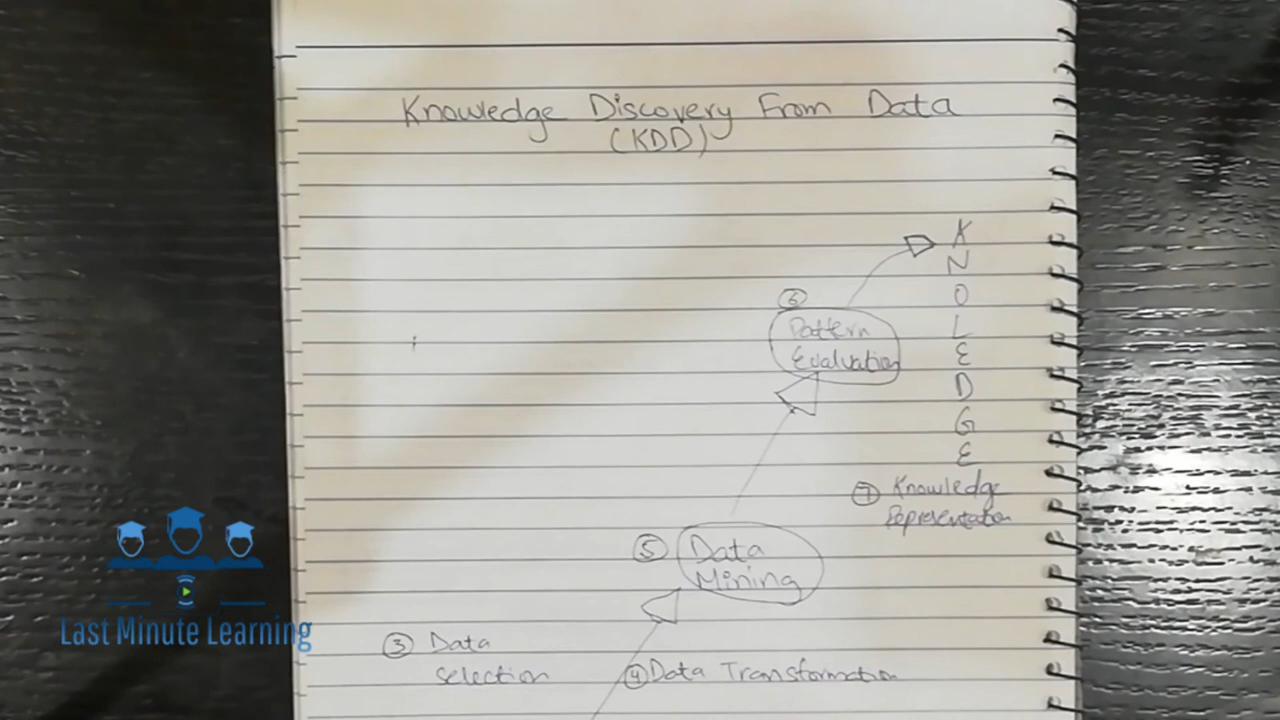 Knowledge Discovery From Data
(KDD)
K
N
O
L
E
D
G
E
⑥
Pattern
Evaluation
⑦ Knowledge
Representation
⑤ Data
Mining
③ Data
selection
④ Data Transformation
Last Minute Learning